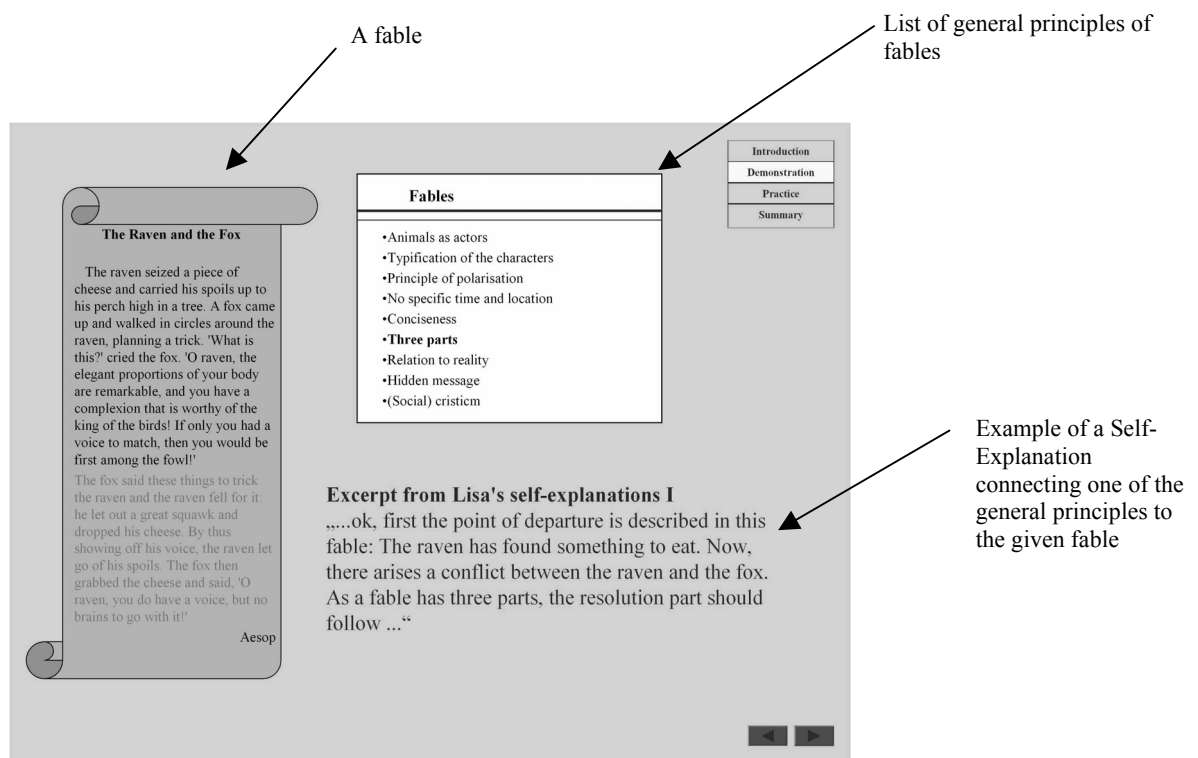 A fable
List of general principles of
fables
Introduction
Demonstration
Practice
Summary
The Raven and the Fox
The raven seized a piece of
cheese and carried his spoils up to
his perch high in a tree. A fox came
up and walked in circles around the
raven, planning a trick. 'What is
this?' cried the fox. 'O raven, the
elegant proportions of your body
are remarkable, and you have a
complexion that is worthy of the
king of the birds! If only you had a
voice to match, then you would be
first among the fowl!'
The fox said these things to trick
the raven and the raven fell for it:
he let out a great squawk and
dropped his cheese. By thus
showing off his voice, the raven let
go of his spoils. The fox then
grabbed the cheese and said, 'O
raven, you do have a voice, but no
brains to go with it!'
Aesop
Fables
•Animals as actors
•Typification of the characters
•Principle of polarisation
•No specific time and location
•Conciseness
•Three parts
•Relation to reality
•Hidden message
•(Social) cristicm
Excerpt from Lisa's self-explanations I
„...ok, first the point of departure is described in this
fable: The raven has found something to eat. Now,
there arises a conflict between the raven and the fox.
As a fable has three parts, the resolution part should
follow ...“
Example of a Self-
Explanation
connecting one of the
general principles to
the given fable